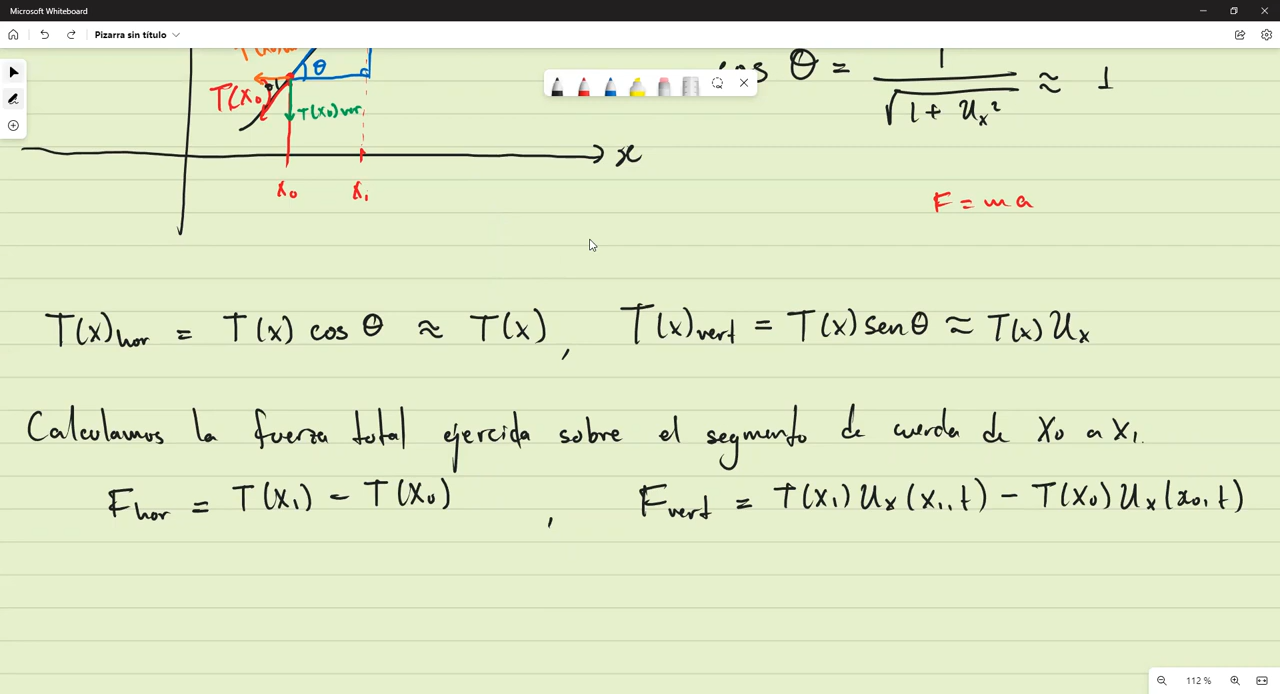 Microsoft Whiteboard
Pizarra sin título
θ
T(x₀)
T(x₀)ver
x
x₀
x₁
cos θ = 1 / √(1 + uₓ²) ≈ 1
F = ma
T(x)hor = T(x) cos θ ≈ T(x), T(x)vert = T(x) sen θ ≈ T(x) uₓ
Calculamos la fuerza total ejercida sobre el segmento de cuerda de x₀ a x₁.
Fhor = T(x₁) - T(x₀), Fvert = T(x₁) uₓ(x₁,t) - T(x₀) uₓ(x₀,t)
112 %